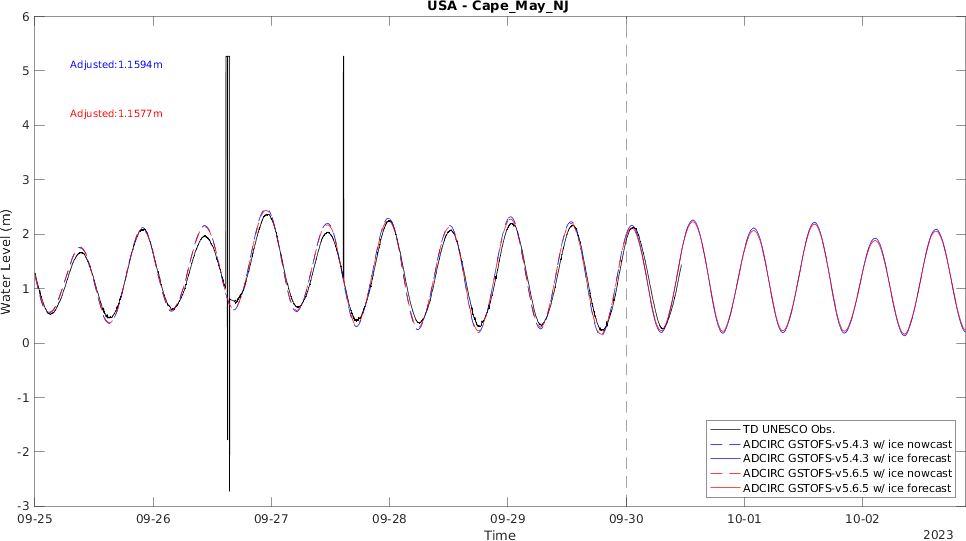 USA - Cape_May_NJ
6
5
4
3
2
1
0
-1
-2
-3
Water Level (m)
Adjusted:1.1594m
Adjusted:1.1577m
TD UNESCO Obs.
ADCIRC GSTOFS-v5.4.3 w/ ice nowcast
ADCIRC GSTOFS-v5.4.3 w/ ice forecast
ADCIRC GSTOFS-v5.6.5 w/ ice nowcast
ADCIRC GSTOFS-v5.6.5 w/ ice forecast
09-25 09-26 09-27 09-28 09-29 09-30 10-01 10-02
Time
2023